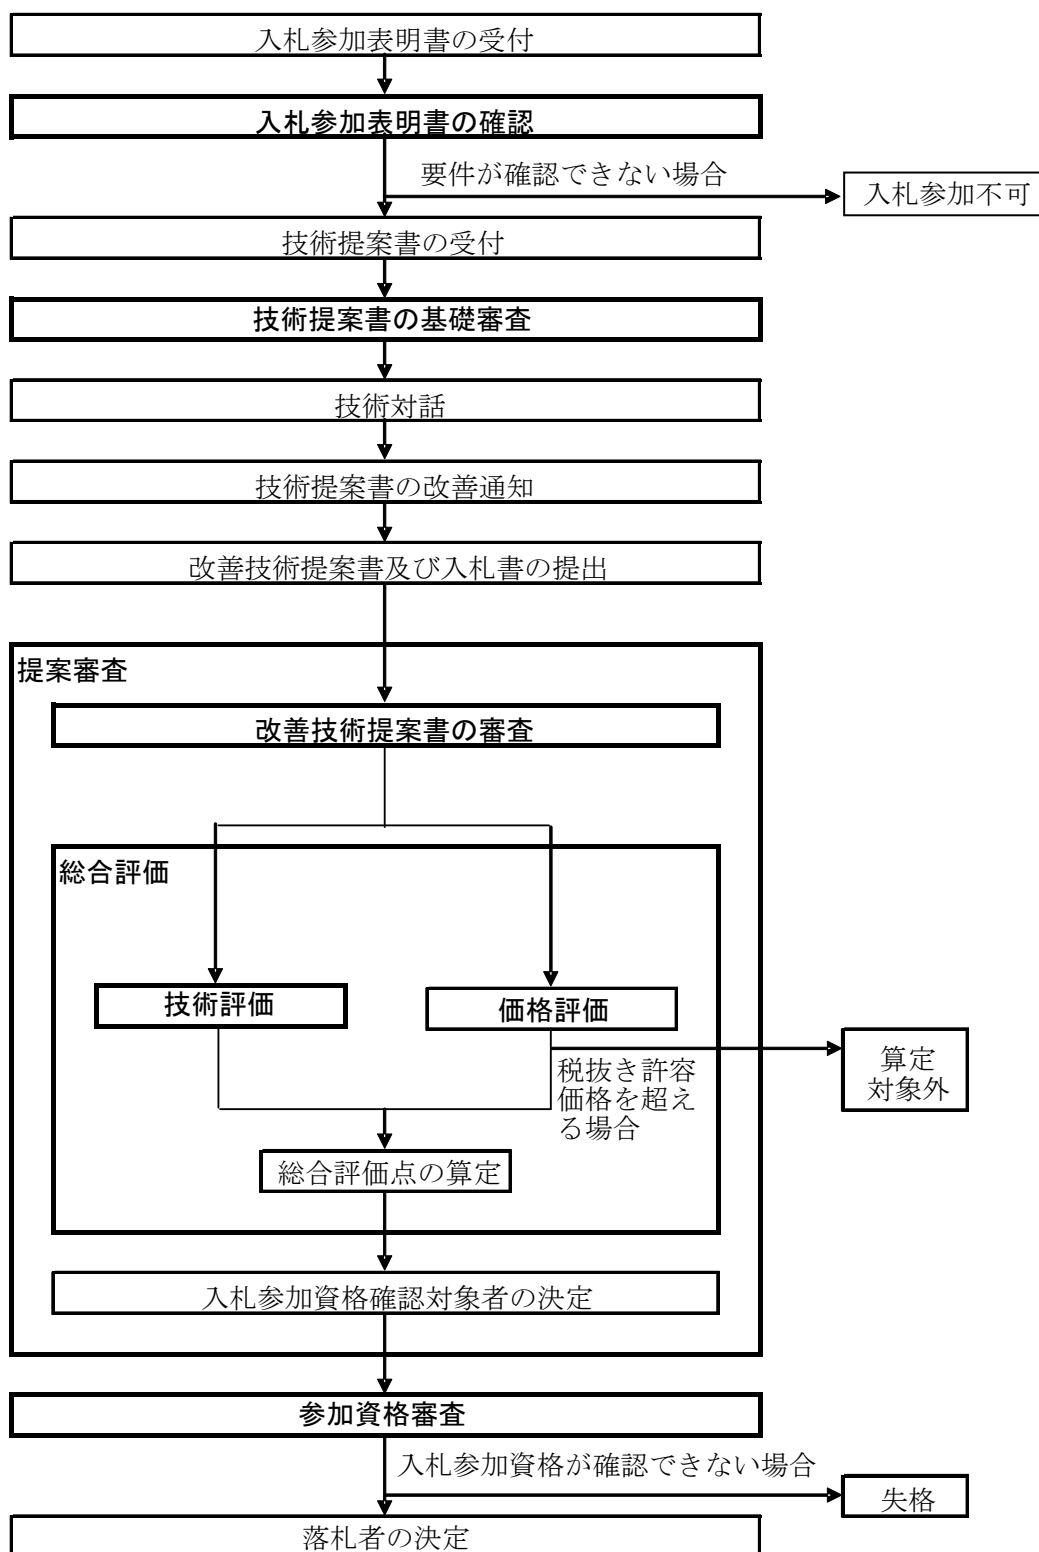 入札参加表明書の受付
入札参加表明書の確認
要件が確認できない場合
入札参加不可
技術提案書の受付
技術提案書の基礎審査
技術対話
技術提案書の改善通知
改善技術提案書及び入札書の提出
提案審査
改善技術提案書の審査
総合評価
技術評価
価格評価
税抜き許容
価格を超え
る場合
算定
対象外
総合評価点の算定
入札参加資格確認対象者の決定
参加資格審査
入札参加資格が確認できない場合
失格
落札者の決定